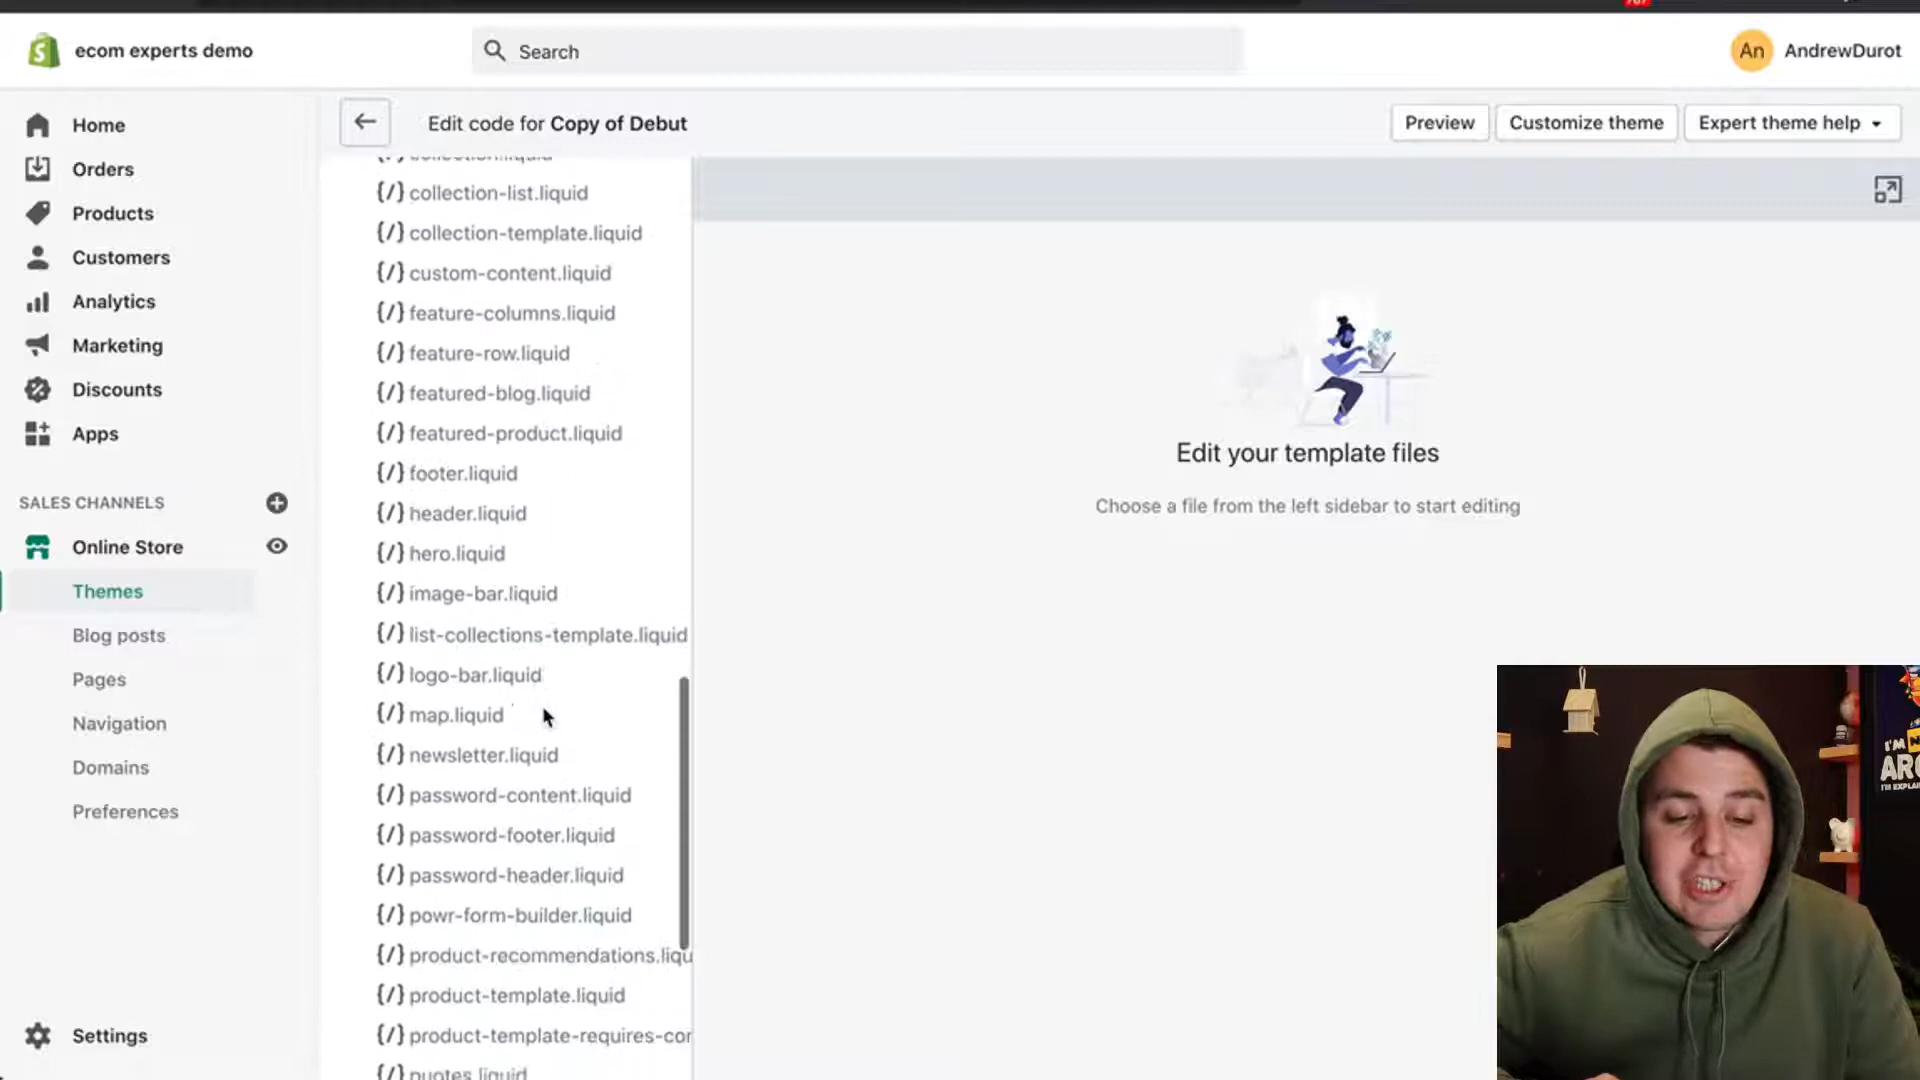 ecom experts demo
Search
An
AndrewDurot
Home
Orders
Products
Customers
Analytics
Marketing
Discounts
Apps
SALES CHANNELS
Online Store
Themes
Blog posts
Pages
Navigation
Domains
Preferences
Settings
Edit code for Copy of Debut
Preview
Customize theme
Expert theme help
{/} collection.liquid
{/} collection-list.liquid
{/} collection-template.liquid
{/} custom-content.liquid
{/} feature-columns.liquid
{/} feature-row.liquid
{/} featured-blog.liquid
{/} featured-product.liquid
{/} footer.liquid
{/} header.liquid
{/} hero.liquid
{/} image-bar.liquid
{/} list-collections-template.liquid
{/} logo-bar.liquid
{/} map.liquid
{/} newsletter.liquid
{/} password-content.liquid
{/} password-footer.liquid
{/} password-header.liquid
{/} powr-form-builder.liquid
{/} product-recommendations.liqu
{/} product-template.liquid
{/} product-template-requires-cor
quotes.liquid
Edit your template files
Choose a file from the left sidebar to start editing
I'M